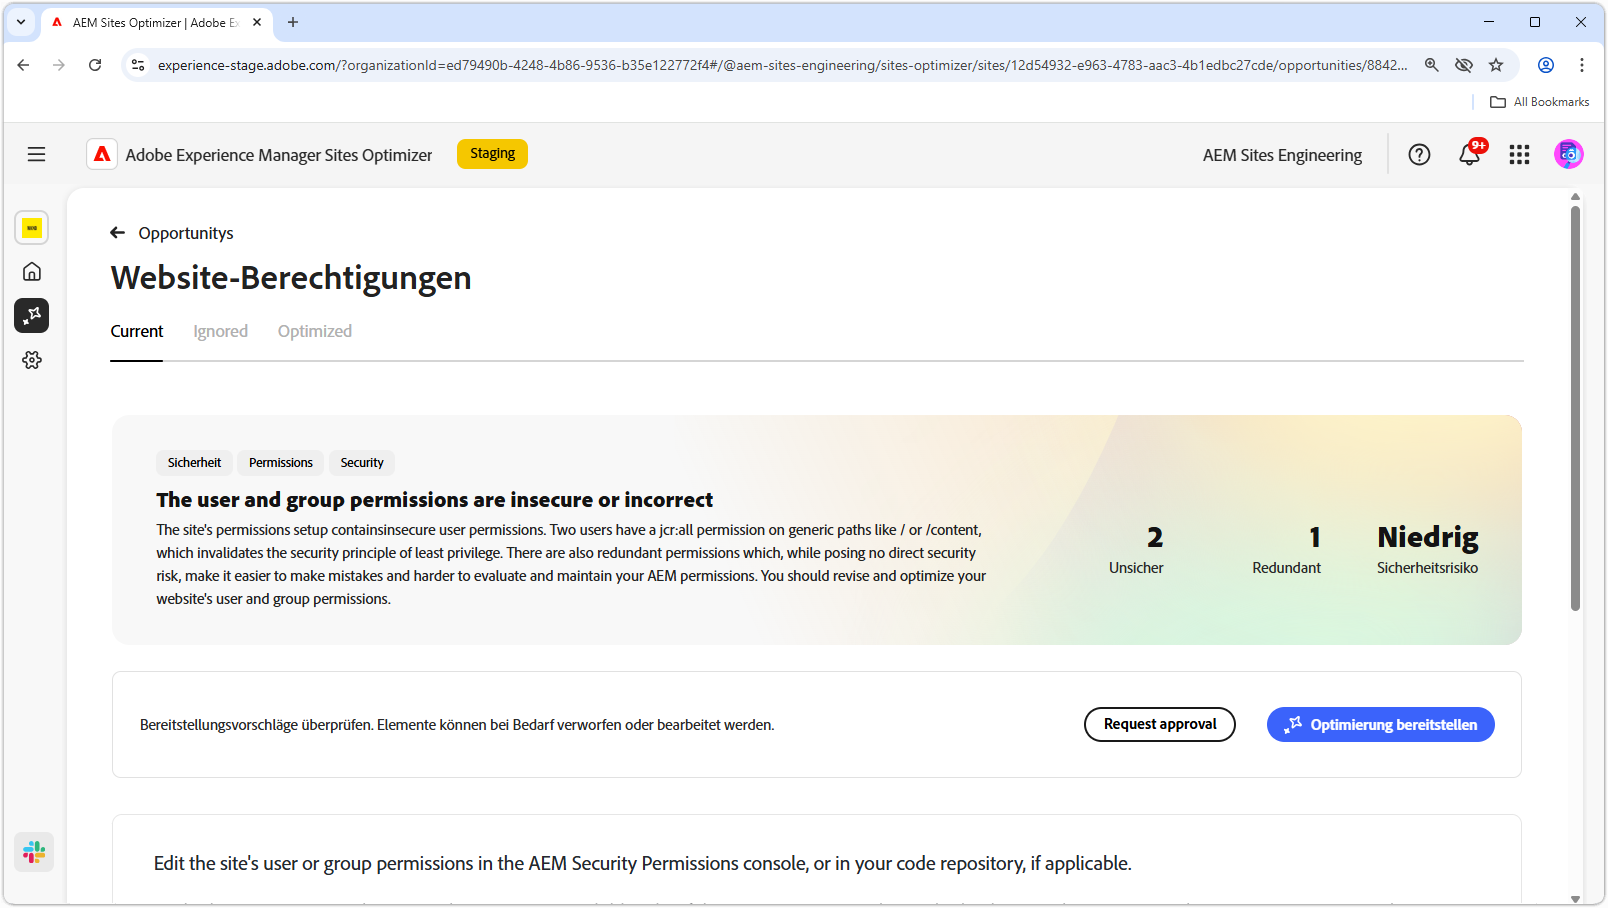 AEM Sites Optimizer | Adobe Ex
experience-stage.adobe.com/?organizationId=ed79490b-4248-4b86-9536-b35e122772f4#/@aem-sites-engineering/sites-optimizer/sites/12d54932-e963-4783-aac3-4b1edbc27cde/opportunities/8842...
All Bookmarks
Adobe Experience Manager Sites Optimizer
Staging
AEM Sites Engineering
9+
Opportunitys
Website-Berechtigungen
Current
Ignored
Optimized
Sicherheit
Permissions
Security
The user and group permissions are insecure or incorrect
The site's permissions setup containsinsecure user permissions. Two users have a jcr:all permission on generic paths like / or /content,
which invalidates the security principle of least privilege. There are also redundant permissions which, while posing no direct security
risk, make it easier to make mistakes and harder to evaluate and maintain your AEM permissions. You should revise and optimize your
website's user and group permissions.
2
Unsicher
1
Redundant
Niedrig
Sicherheitsrisiko
Bereitstellungsvorschläge überprüfen. Elemente können bei Bedarf verworfen oder bearbeitet werden.
Request approval
Optimierung bereitstellen
Edit the site's user or group permissions in the AEM Security Permissions console, or in your code repository, if applicable.